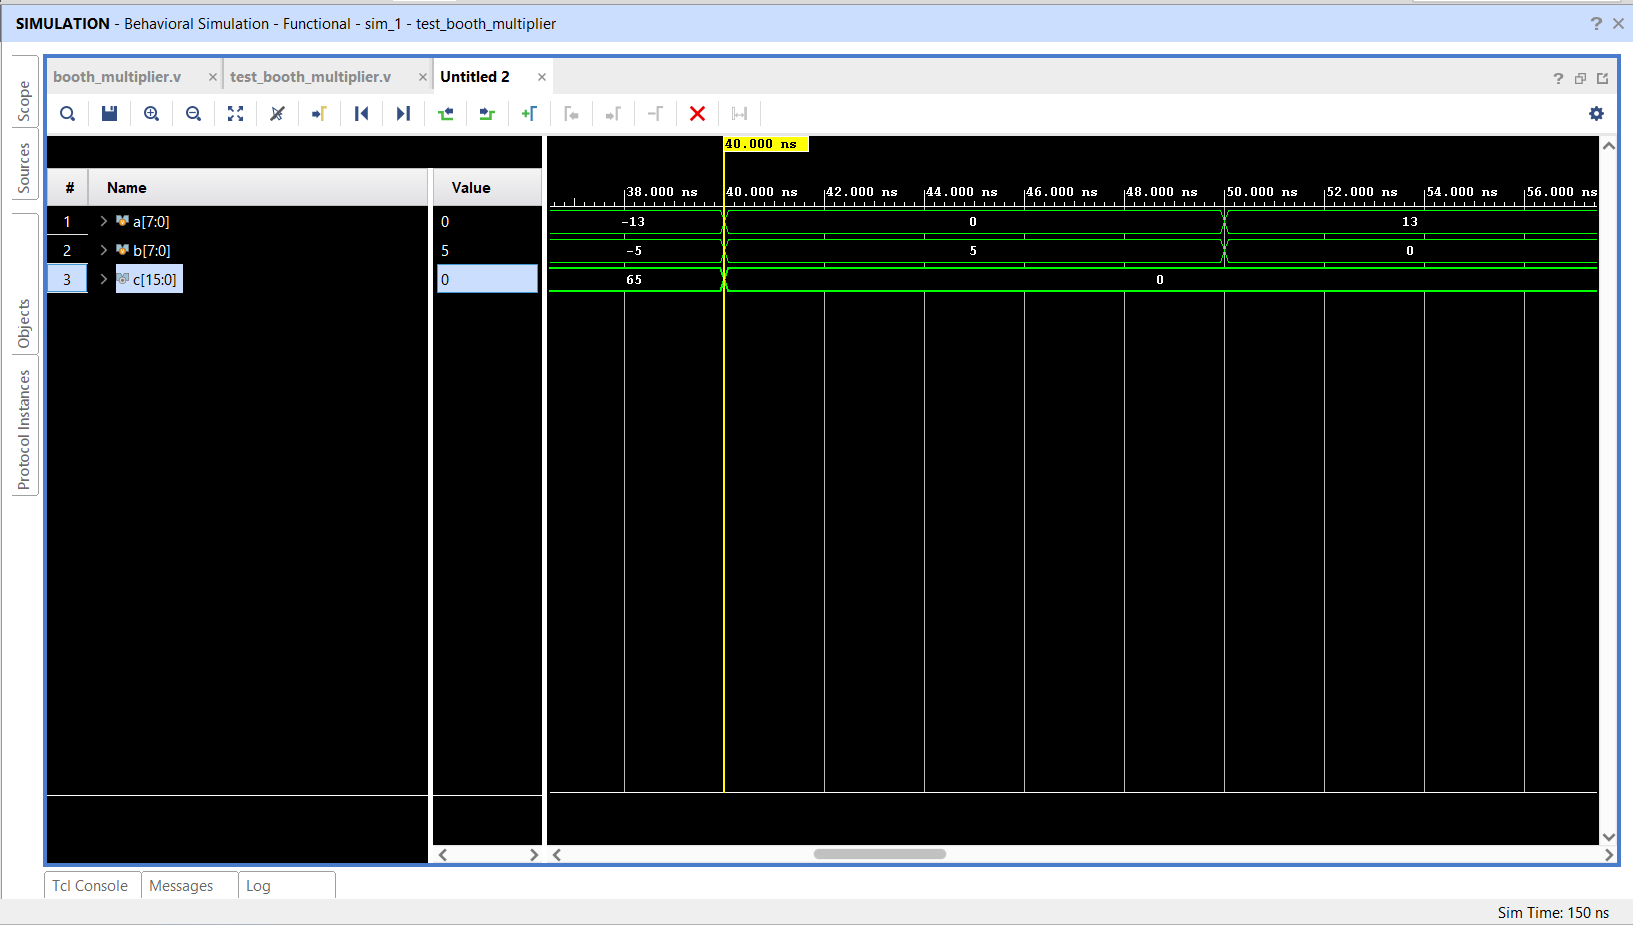 SIMULATION - Behavioral Simulation - Functional - sim_1 - test_booth_multiplier
? ×
Scope
Sources
Objects
Protocol Instances
booth_multiplier.v × test_booth_multiplier.v × Untitled 2 ×
?
40.000 ns
# Name Value
38.000 ns 40.000 ns 42.000 ns 44.000 ns 46.000 ns 48.000 ns 50.000 ns 52.000 ns 54.000 ns 56.000 ns
1 a[7:0] 0 -13 0 13
2 b[7:0] 5 -5 5 0
3 c[15:0] 0 65 0
Tcl Console Messages Log
Sim Time: 150 ns